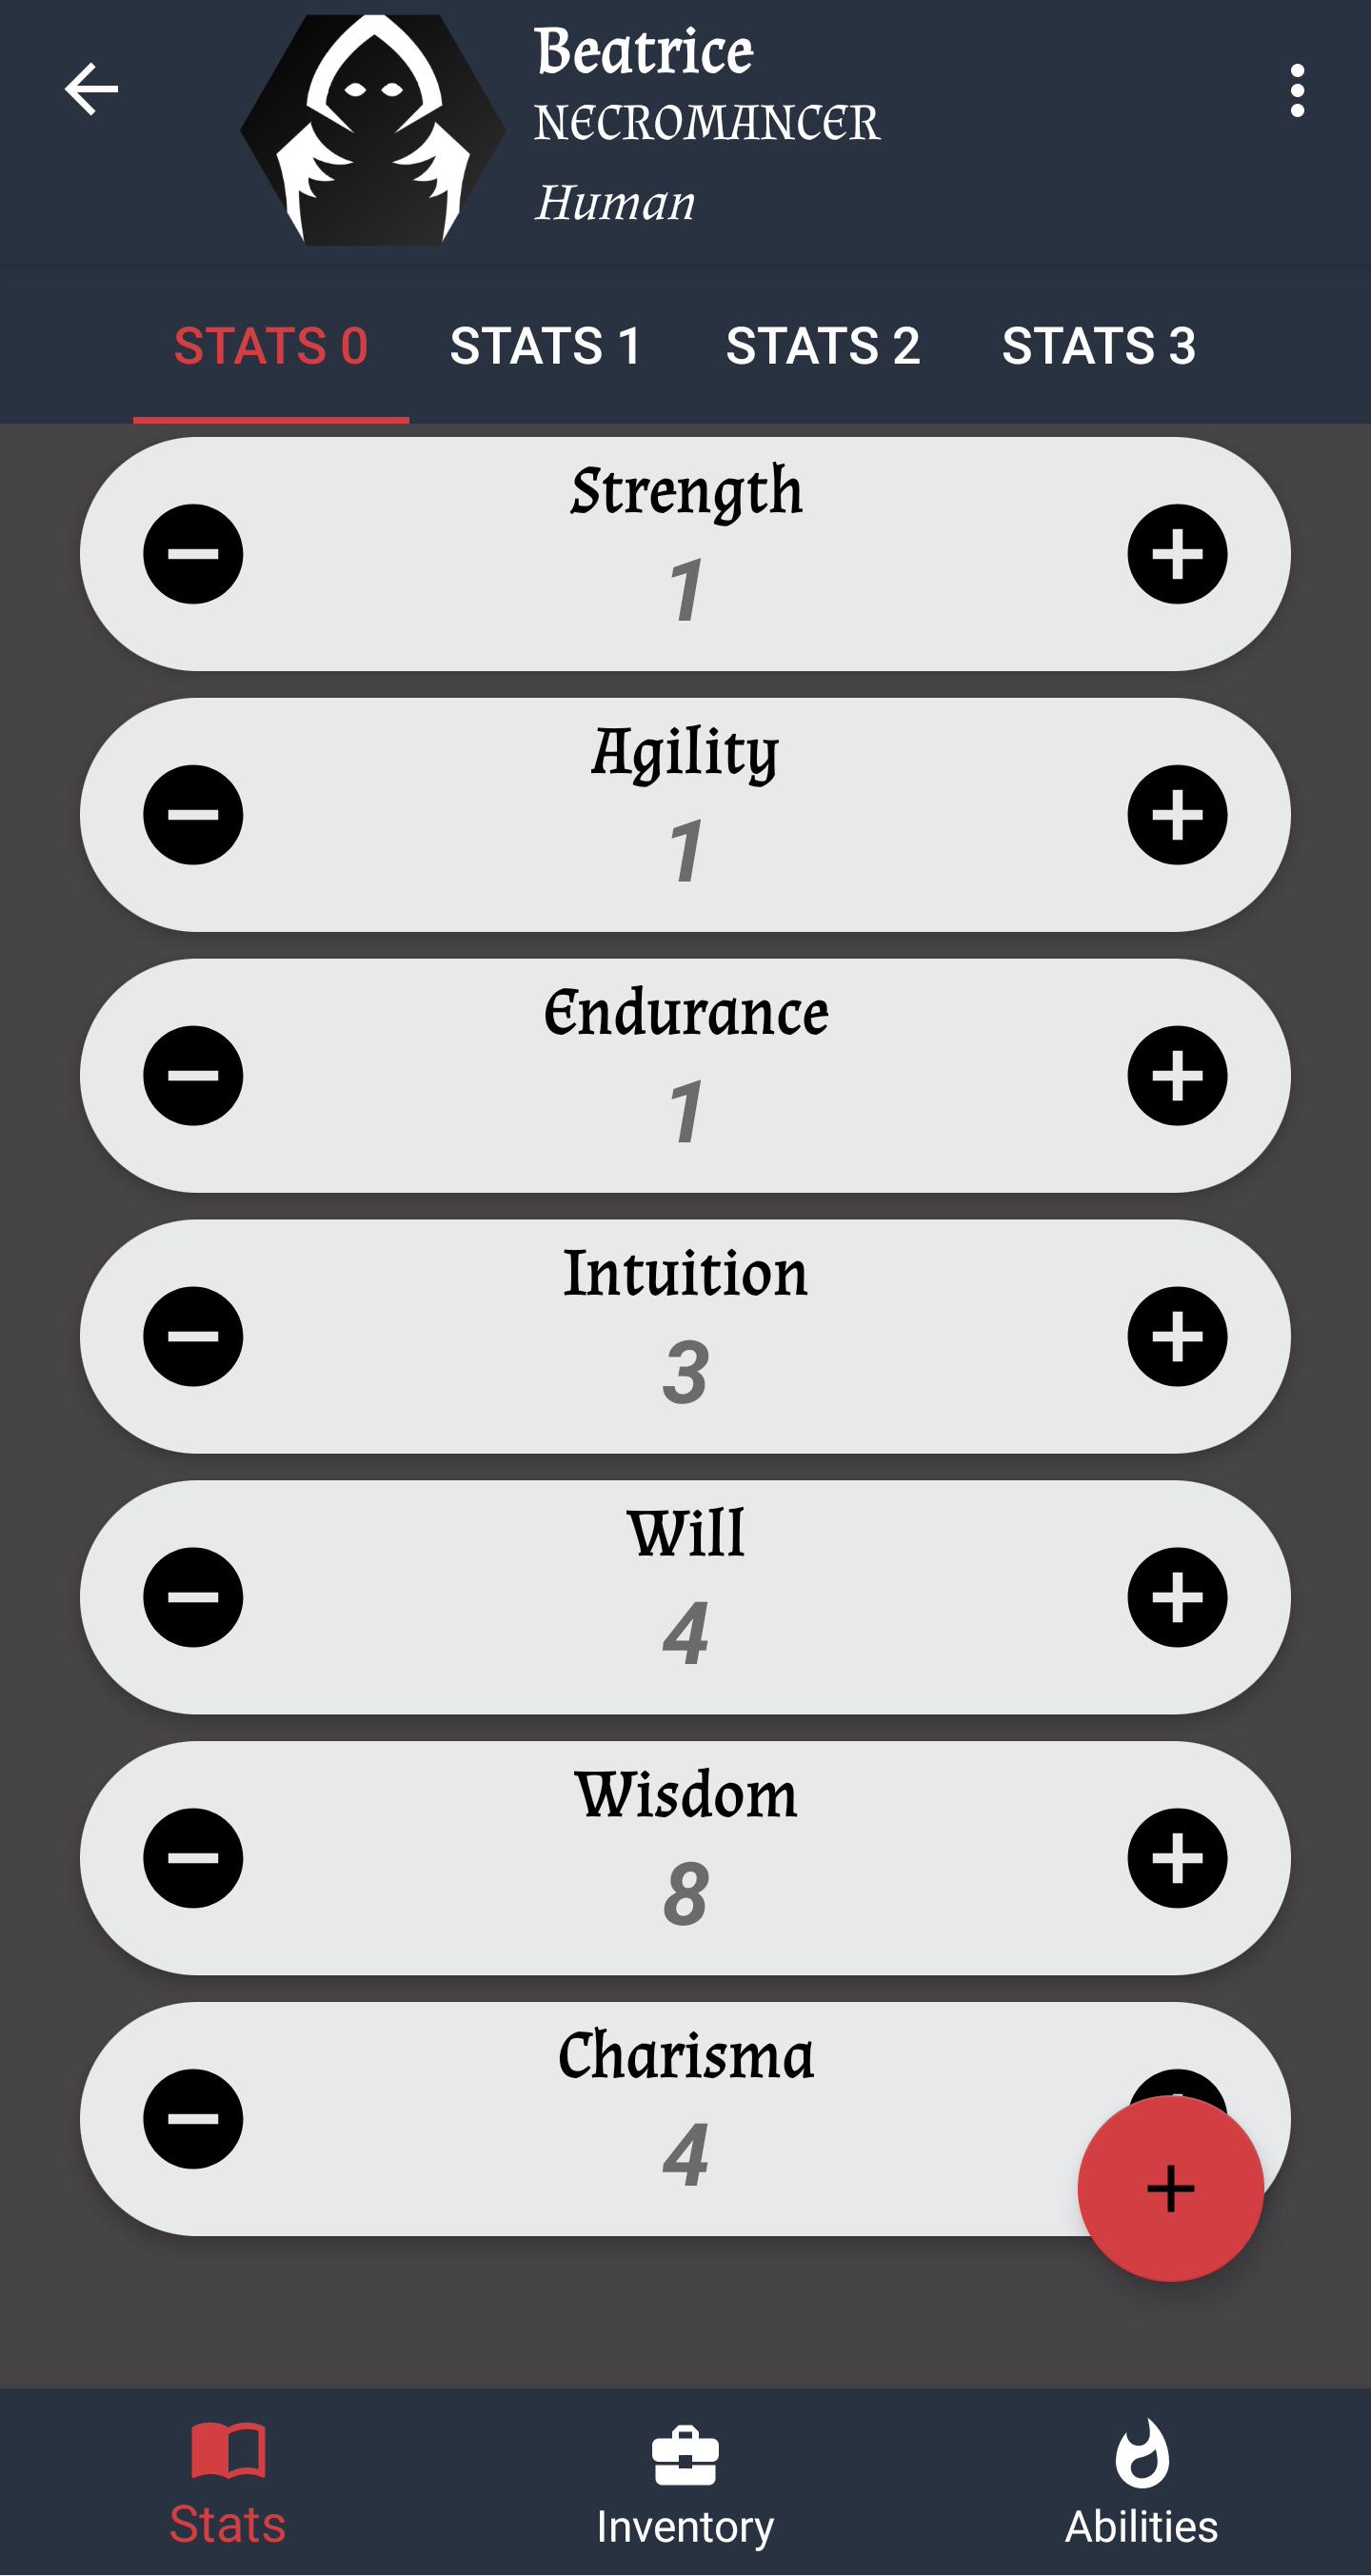 Beatrice
NECROMANCER
Human
STATS 0 STATS 1 STATS 2 STATS 3
Strength
1
Agility
1
Endurance
1
Intuition
3
Will
4
Wisdom
8
Charisma
4
Stats Inventory Abilities